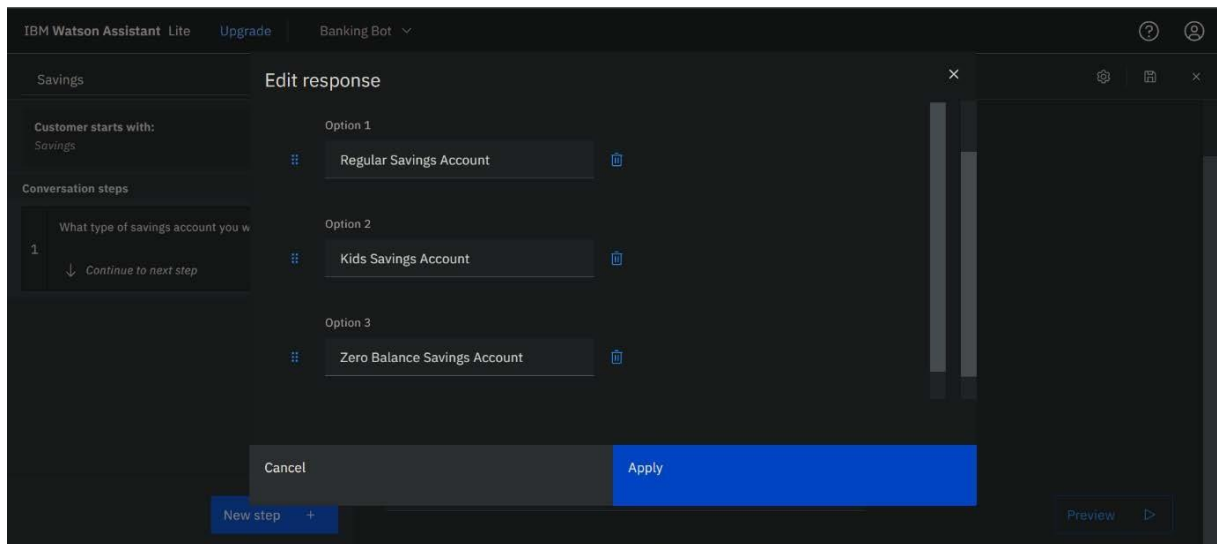 IBM Watson Assistant Lite Upgrade Banking Bot
Savings
Edit response
Customer starts with:
Savings
Option 1
Regular Savings Account
Conversation steps
What type of savings account you w
1
Continue to next step
Option 2
Kids Savings Account
Option 3
Zero Balance Savings Account
Cancel
Apply
New step +
Preview